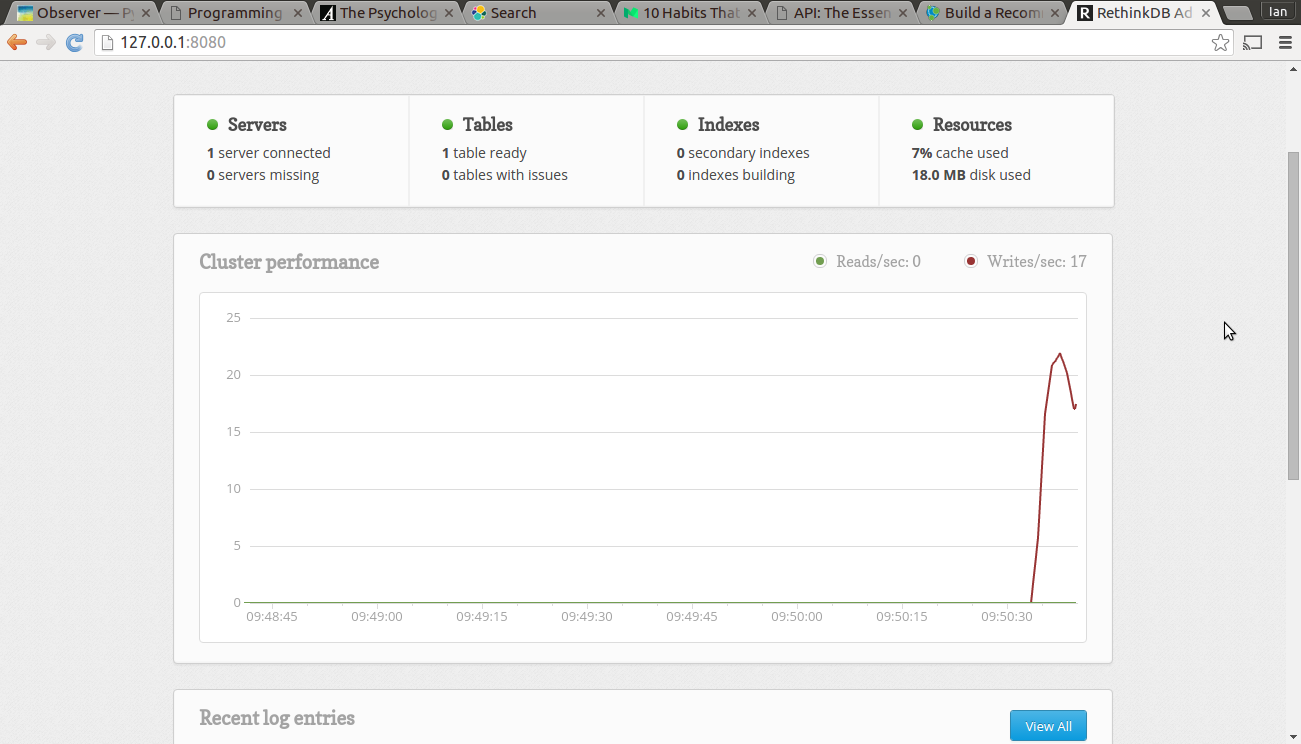 Observer — Py
Programming
The Psycholog
Search
10 Habits That
API: The Essen
Build a Recom
RethinkDB Ad
Ian
127.0.0.1:8080
Servers
1 server connected
0 servers missing
Tables
1 table ready
0 tables with issues
Indexes
0 secondary indexes
0 indexes building
Resources
7% cache used
18.0 MB disk used
Cluster performance
Reads/sec: 0
Writes/sec: 17
25
20
15
10
5
0
09:48:45 09:49:00 09:49:15 09:49:30 09:49:45 09:50:00 09:50:15 09:50:30
Recent log entries
View All